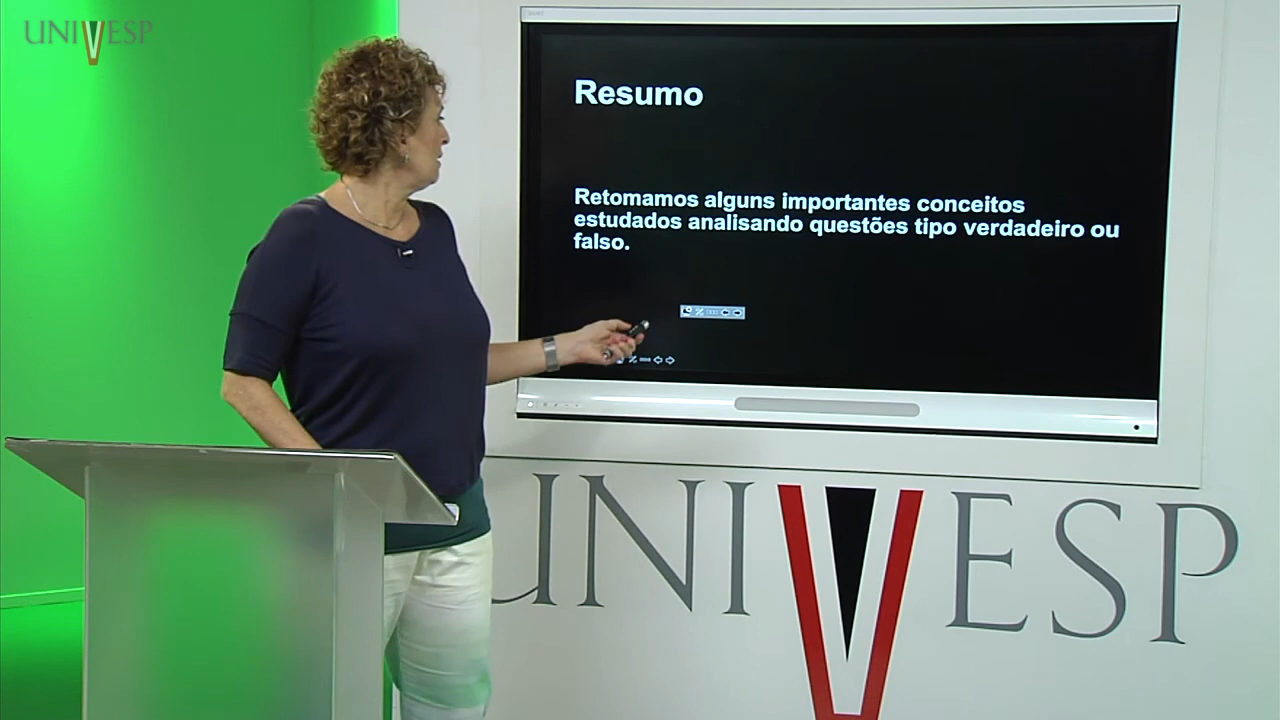 UNIVESP
Resumo
Retomamos alguns importantes conceitos
estudados analisando questões tipo verdadeiro ou
falso.
UNIVESP